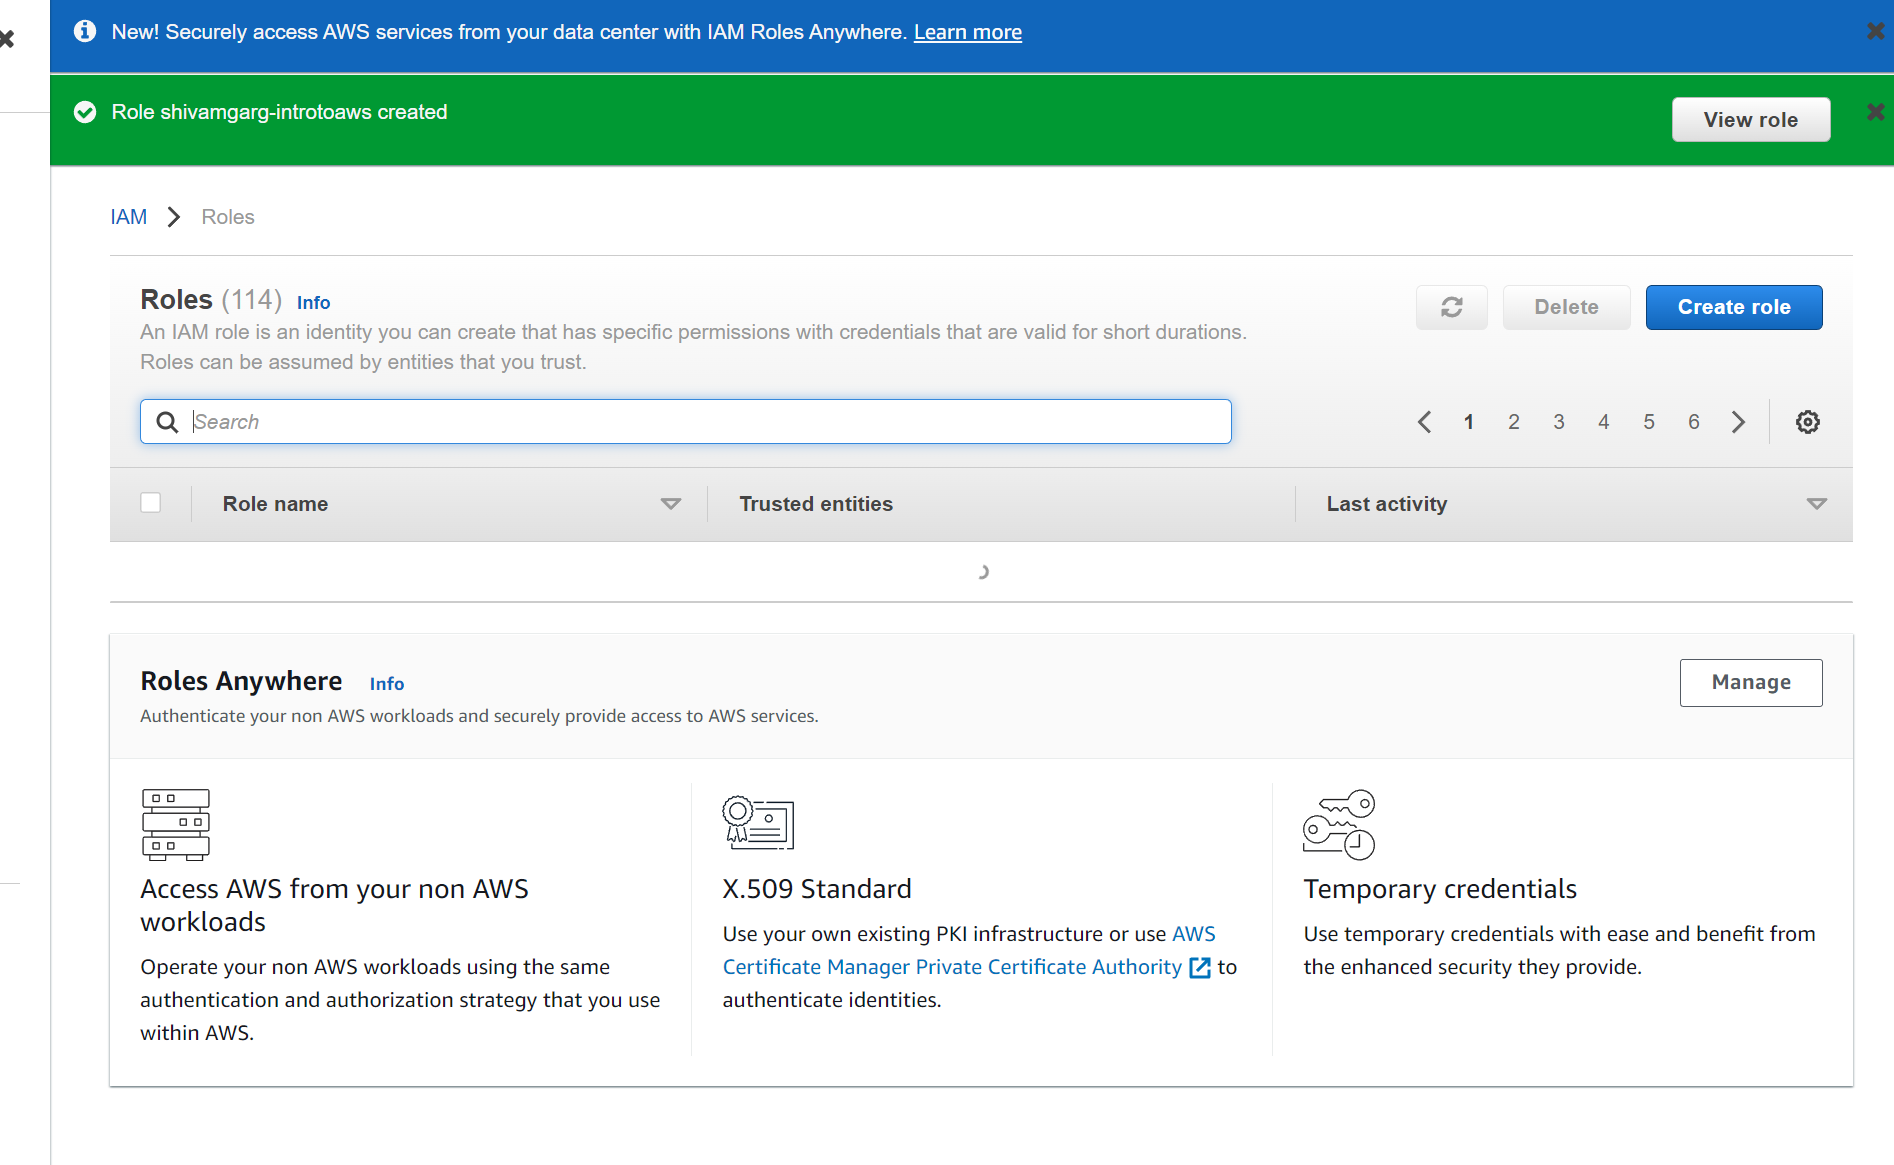 New! Securely access AWS services from your data center with IAM Roles Anywhere. Learn more
Role shivamgarg-introtoaws created
View role
IAM
Roles
Roles (114) Info
An IAM role is an identity you can create that has specific permissions with credentials that are valid for short durations.
Roles can be assumed by entities that you trust.
Delete
Create role
Search
1 2 3 4 5 6
Role name
Trusted entities
Last activity
Roles Anywhere Info
Authenticate your non AWS workloads and securely provide access to AWS services.
Manage
Access AWS from your non AWS
workloads
Operate your non AWS workloads using the same
authentication and authorization strategy that you use
within AWS.
X.509 Standard
Use your own existing PKI infrastructure or use AWS
Certificate Manager Private Certificate Authority to
authenticate identities.
Temporary credentials
Use temporary credentials with ease and benefit from
the enhanced security they provide.